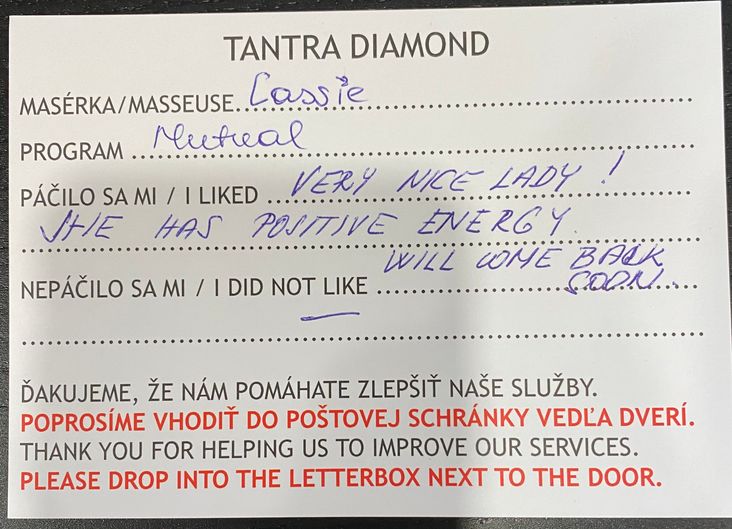 TANTRA DIAMOND
MASÉRKA/MASSEUSE..Cassie
PROGRAM Mutual
PÁČILO SA MI / I LIKED VERY NICE LADY !
SHE HAS POSITIVE ENERGY.
WILL COME BACK
NEPÁČILO SA MI / I DID NOT LIKE SOON.
—
ĎAKUJEME, ŽE NÁM POMÁHATE ZLEPŠIŤ NAŠE SLUŽBY.
POPROSÍME VHODIŤ DO POŠTOVEJ SCHRÁNKY VEDĽA DVERÍ.
THANK YOU FOR HELPING US TO IMPROVE OUR SERVICES.
PLEASE DROP INTO THE LETTERBOX NEXT TO THE DOOR.